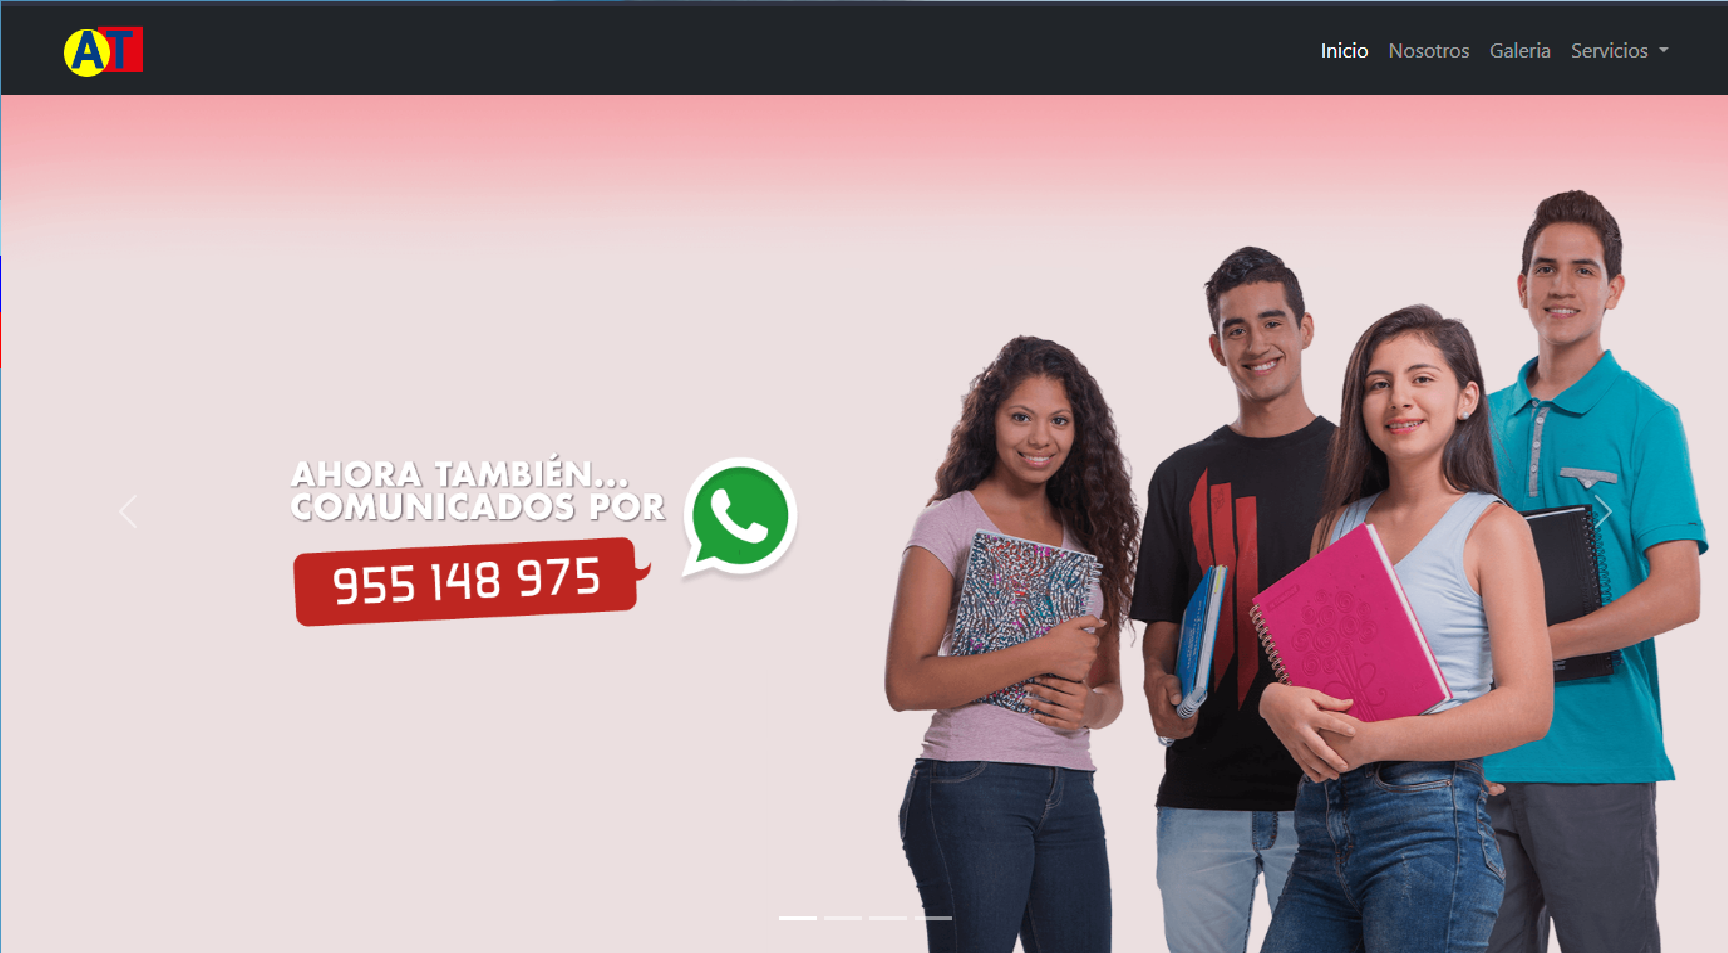 AT
Inicio Nosotros Galeria Servicios
AHORA TAMBIÉN...
COMUNICADOS POR
955 148 975